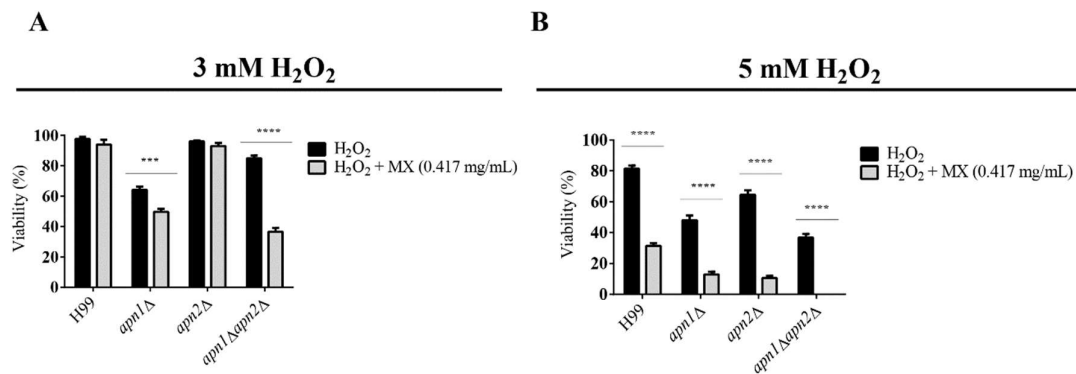 A
3 mM H₂O₂
Viability (%)
100
80
60
40
20
0
***
****
H99
apn1Δ
apn2Δ
apn1Δapn2Δ
H₂O₂
H₂O₂ + MX (0.417 mg/mL)
B
5 mM H₂O₂
Viability (%)
100
80
60
40
20
0
****
****
****
****
H99
apn1Δ
apn2Δ
apn1Δapn2Δ
H₂O₂
H₂O₂ + MX (0.417 mg/mL)